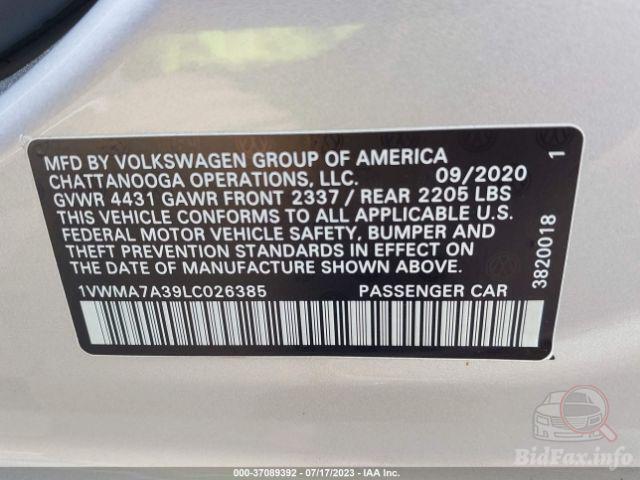 MFD BY VOLKSWAGEN GROUP OF AMERICA
CHATTANOOGA OPERATIONS, LLC. 09/2020
GVWR 4431 GAWR FRONT 2337 / REAR 2205 LBS
THIS VEHICLE CONFORMS TO ALL APPLICABLE U.S.
FEDERAL MOTOR VEHICLE SAFETY, BUMPER AND
THEFT PREVENTION STANDARDS IN EFFECT ON
THE DATE OF MANUFACTURE SHOWN ABOVE.
1VWMA7A39LC026385 PASSENGER CAR
3820018 1
BidFax.info
000-37089392 - 07/17/2023 - IAA Inc.